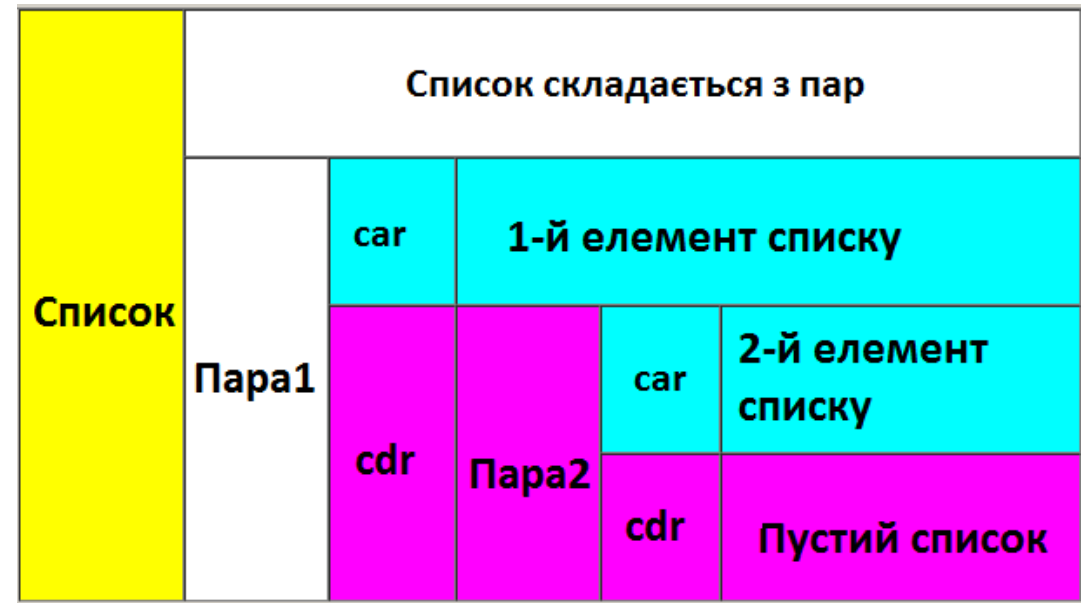 Список складається з пар
car
1-й елемент списку
Список
Пара1
cdr
Пара2
car
2-й елемент
списку
cdr
Пустий список